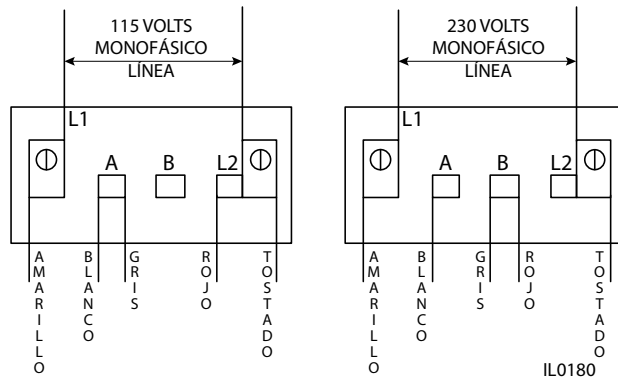 115 VOLTS
MONOFÁSICO
LÍNEA
L1
A
B
L2
AMARILLO
BLANCO
GRIS
ROJO
TOSTADO
230 VOLTS
MONOFÁSICO
LÍNEA
L1
A
B
L2
AMARILLO
BLANCO
GRIS
ROJO
TOSTADO
IL0180